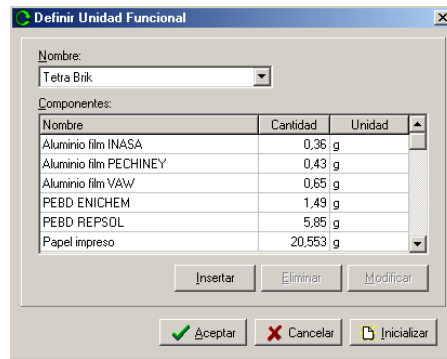 Definir Unidad Funcional
Nombre:
Tetra Brik
Componentes:
Nombre Cantidad Unidad
Aluminio film INASA 0,36 g
Aluminio film PECHINEY 0,43 g
Aluminio film VAW 0,65 g
PEBD ENICHEM 1,49 g
PEBD REPSOL 5,85 g
Papel impreso 20,553 g
Insertar Eliminar Modificar
Aceptar Cancelar Inicializar